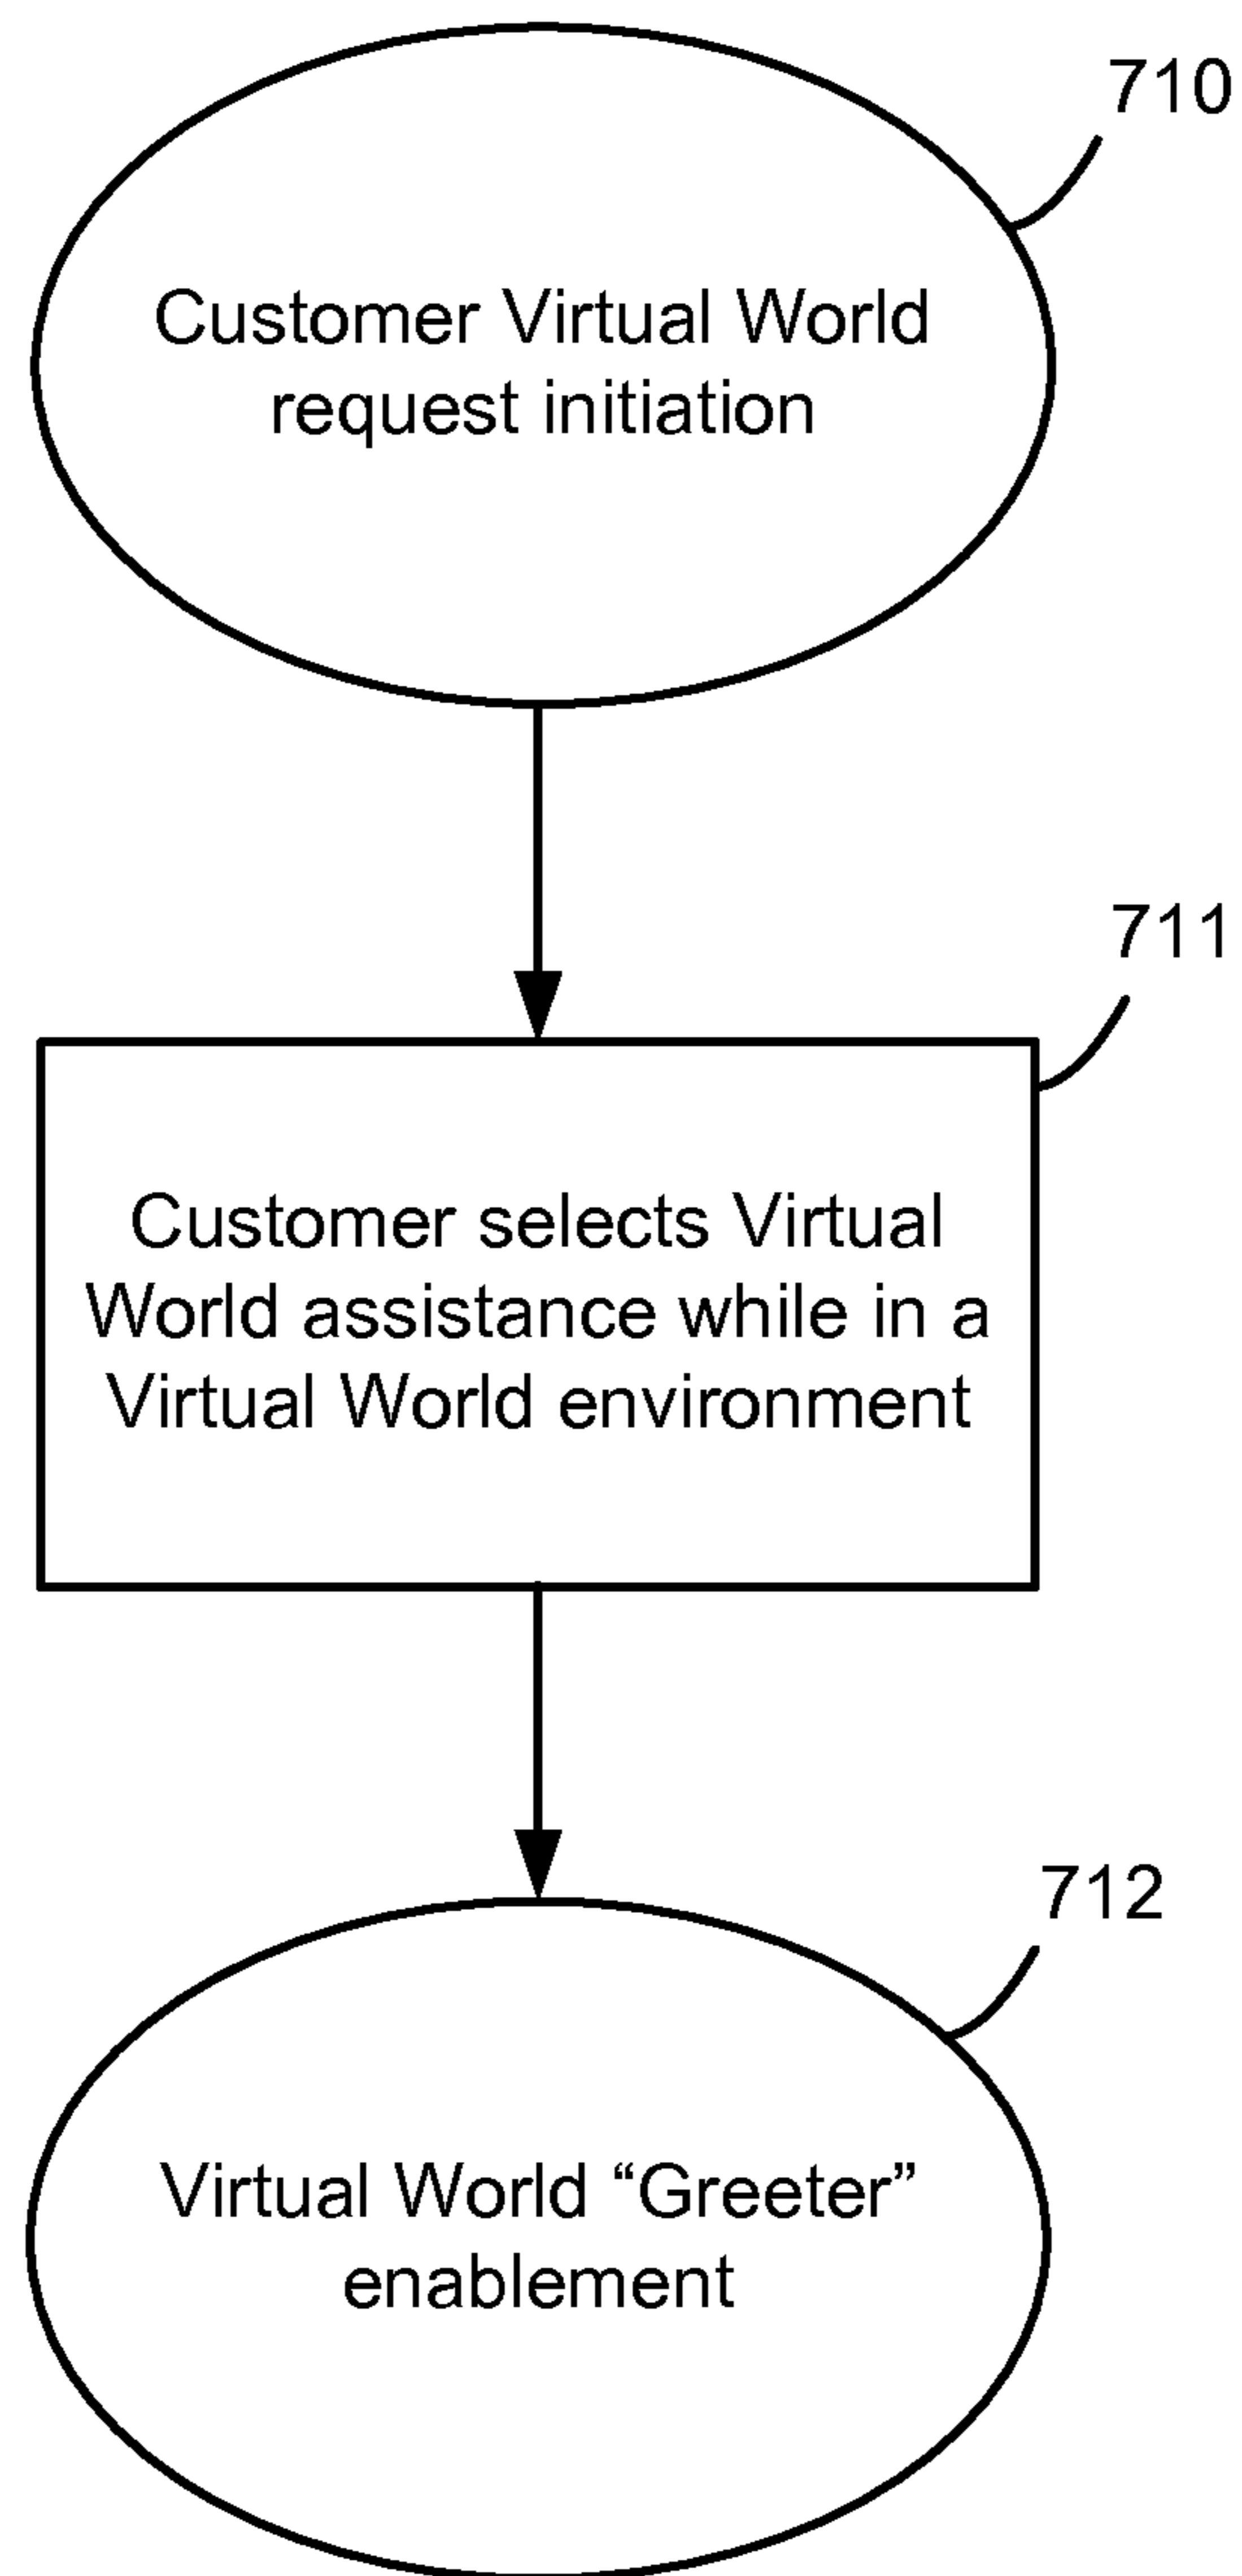 710
Customer Virtual World
request initiation
711
Customer selects Virtual
World assistance while in a
Virtual World environment
712
Virtual World “Greeter”
enablement